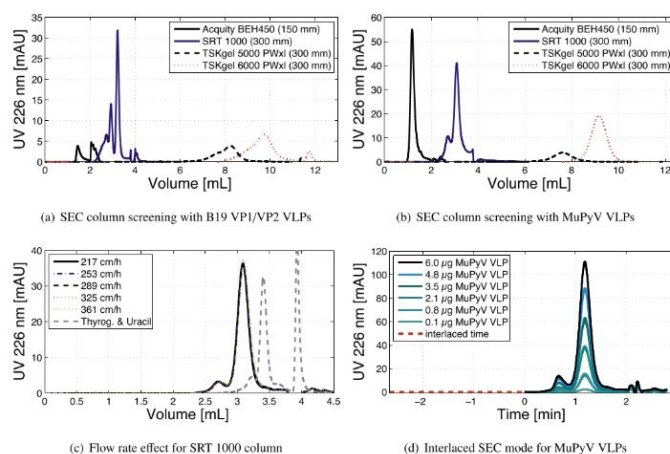 UV 226 nm [mAU]
35
30
25
20
15
10
5
0
Acquity BEH450 (150 mm)
SRT 1000 (300 mm)
TSKgel 5000 PWxl (300 mm)
TSKgel 6000 PWxl (300 mm)
0 2 4 6 8 10 12
Volume [mL]
(a) SEC column screening with B19 VP1/VP2 VLPs
UV 226 nm [mAU]
60
50
40
30
20
10
0
Acquity BEH450 (150 mm)
SRT 1000 (300 mm)
TSKgel 5000 PWxl (300 mm)
TSKgel 6000 PWxl (300 mm)
0 2 4 6 8 10 12
Volume [mL]
(b) SEC column screening with MuPyV VLPs
UV 226 nm [mAU]
40
30
20
10
0
217 cm/h
253 cm/h
289 cm/h
325 cm/h
361 cm/h
Thyrog. & Uracil
0 0.5 1 1.5 2 2.5 3 3.5 4 4.5
Volume [mL]
(c) Flow rate effect for SRT 1000 column
UV 226 nm [mAU]
120
100
80
60
40
20
0
6.0 µg MuPyV VLP
4.8 µg MuPyV VLP
3.5 µg MuPyV VLP
2.1 µg MuPyV VLP
0.8 µg MuPyV VLP
0.1 µg MuPyV VLP
interlaced time
-2 -1 0 1 2
Time [min]
(d) Interlaced SEC mode for MuPyV VLPs